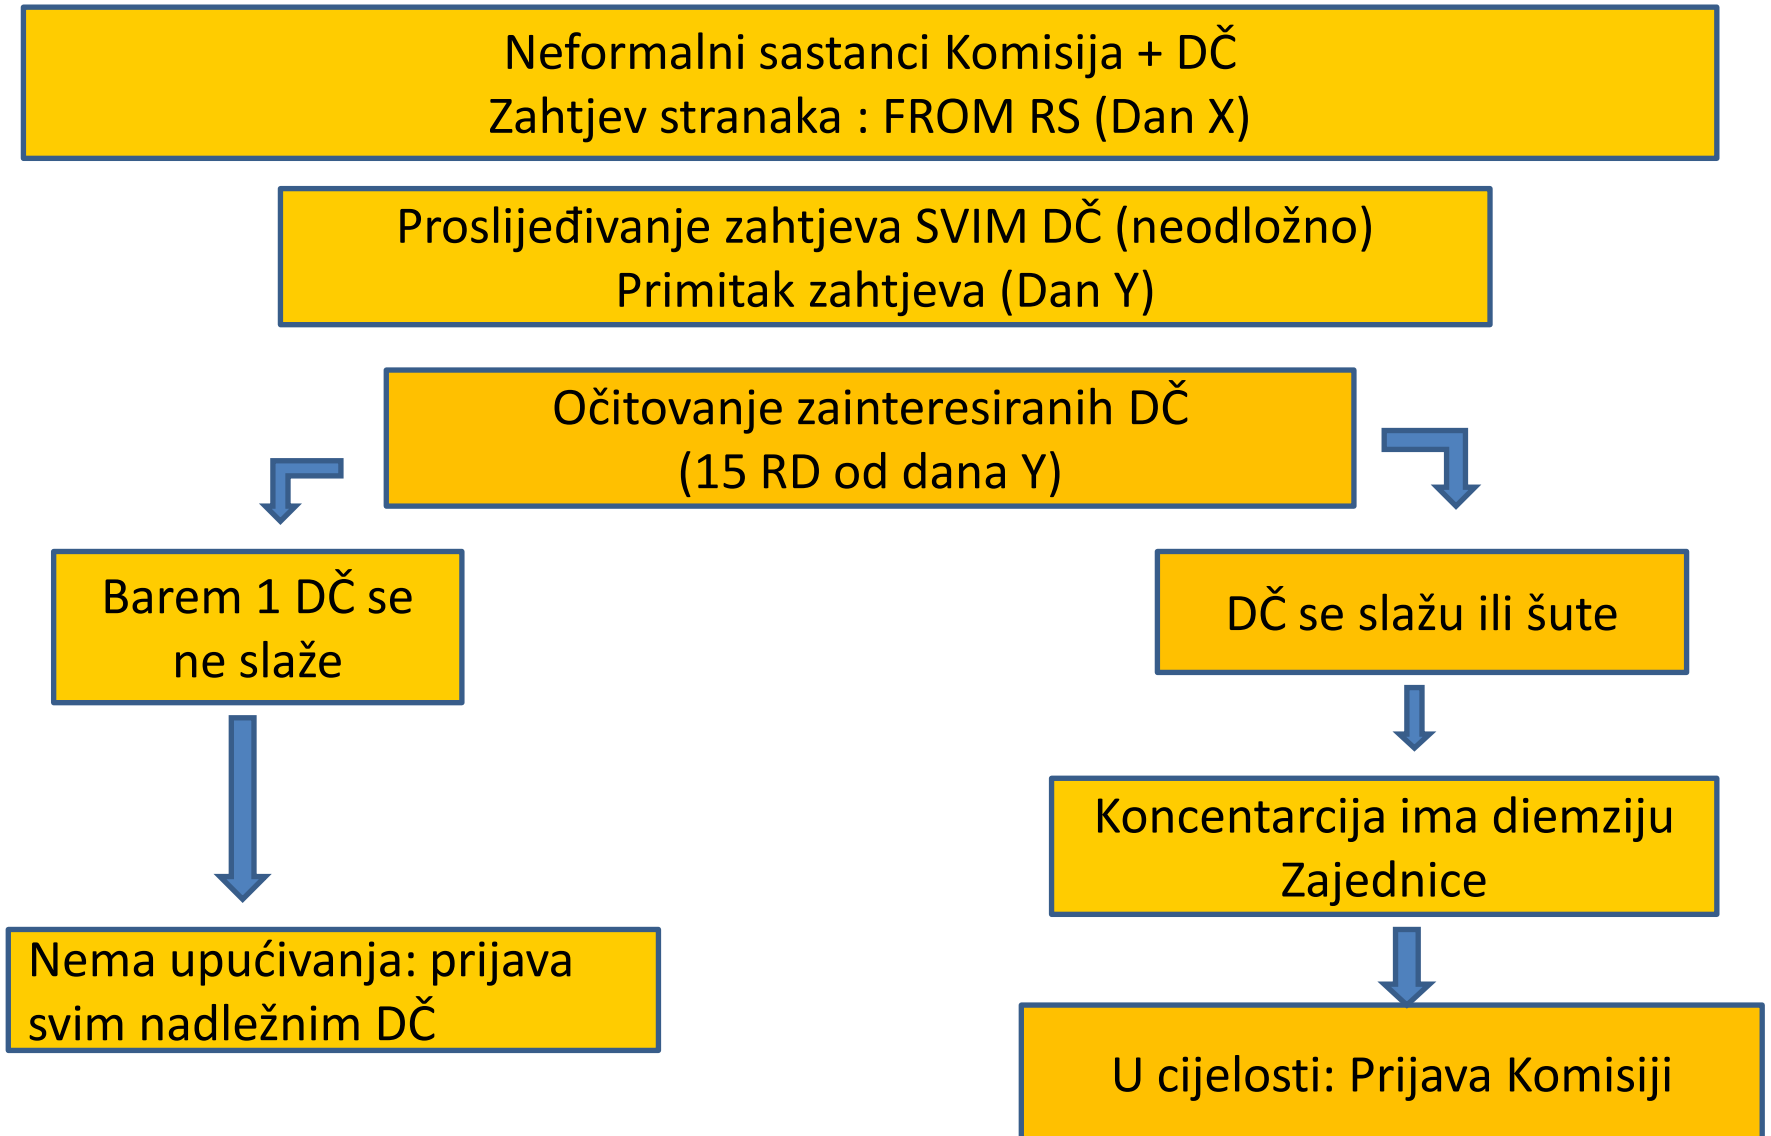 Neformalni sastanci Komisija + DČ
Zahtjev stranaka : FROM RS (Dan X)
Proslijeđivanje zahtjeva SVIM DČ (neodložno)
Primitak zahtjeva (Dan Y)
Očitovanje zainteresiranih DČ
(15 RD od dana Y)
Barem 1 DČ se
ne slaže
DČ se slažu ili šute
Koncentarcija ima diemziju
Zajednice
Nema upućivanja: prijava
svim nadležnim DČ
U cijelosti: Prijava Komisiji